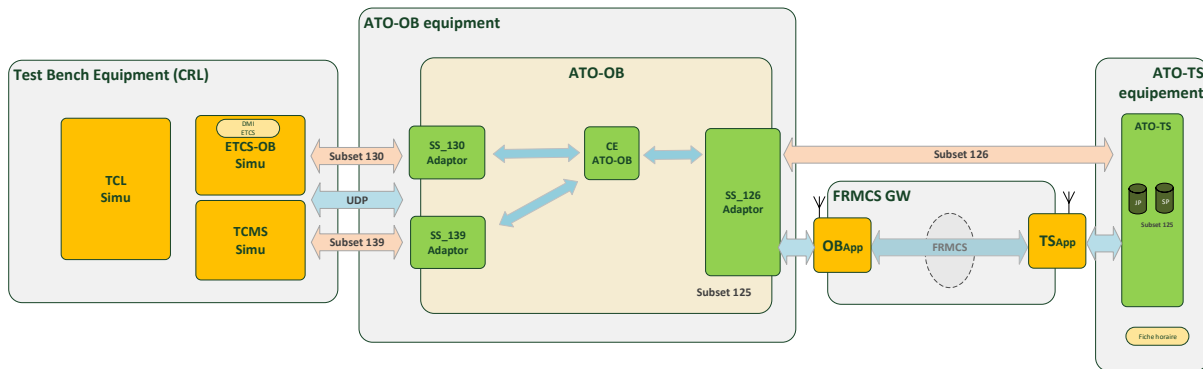 Test Bench Equipment (CRL)
TCL
Simu
DMI
ETCS
ETCS-OB
Simu
TCMS
Simu
Subset 130
UDP
Subset 139
ATO-OB equipment
ATO-OB
SS_130
Adaptor
SS_139
Adaptor
CE
ATO-OB
SS_126
Adaptor
Subset 125
Subset 126
FRMCS GW
OBApp
FRMCS
TSApp
ATO-TS
equipement
ATO-TS
JP
SP
Subset 125
Fiche horaire